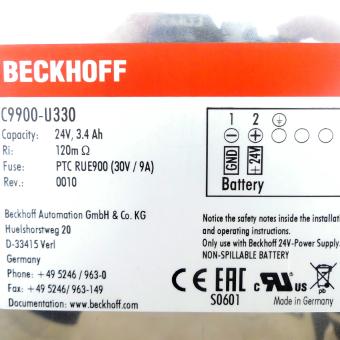 BECKHOFF
C9900-U330
Capacity: 24V, 3.4 Ah
Ri: 120m Ω
Fuse: PTC RUE900 (30V / 9A)
Rev.: 0010
1 2
GND +24V
Battery
Beckhoff Automation GmbH & Co. KG
Huelshorstweg 20
D-33415 Verl
Germany
Phone: +49 5246 / 963-0
Fax: +49 5246 / 963-149
Documentation: www.beckhoff.com
Notice the safety notes inside the installation
and operating
Only use with Beckhoff 24V-Power Supply
NON-SPILLABLE BATTERY
CE EAC c RU US
S0601 Made in Germany